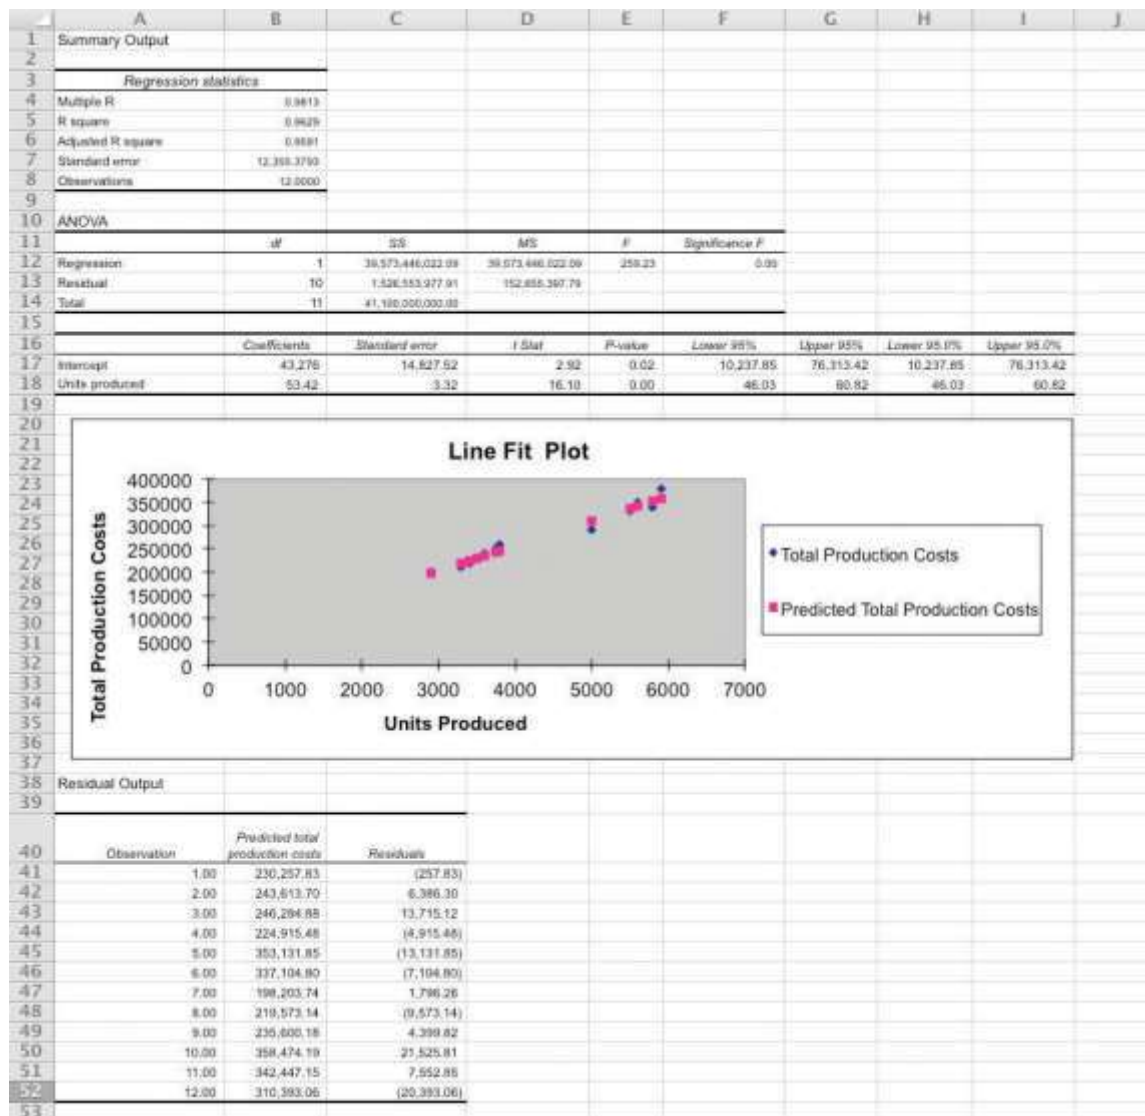 A B C D E F G H I J
1 Summary Output
2
3 Regression statistics
4 Multiple R 0.9813
5 R square 0.9629
6 Adjusted R square 0.9591
7 Standard error
8 Observations 12.0000
9
10 ANOVA
11 df SS MS F Significance F
12 Regression 1 39,573,446,022.09 39,573,446,022.09 259.23 0.00
13 Residual 10 1,526,553,977.91 152,655,397.79
14 Total 11 41,100,000,000.00
15
16 Coefficients Standard error t Stat P-value Lower 95% Upper 95% Lower 95.0% Upper 95.0%
17 Intercept 43,276 14,827.52 2.92 0.02 10,237.85 76,313.42 10,237.85 76,313.42
18 Units produced 53.42 3.32 16.10 0.00 46.03 60.82 46.03 60.82
19
20
21 Line Fit Plot
22
23 400000
24 350000
25 300000
26 250000
27 200000
28 150000
29 100000
30
31 50000
32 0
33 0 1000 2000 3000 4000 5000 6000 7000
34
35 Units Produced
36
37
Total Production Costs
Total Production Costs
Predicted Total Production Costs
38 Residual Output
39
40 Observation Predicted total production costs Residuals
41 1.00 230,257.83 (257.83)
42 2.00 243,613.70 6,386.30
43 3.00 246,284.88 13,715.12
44 4.00 224,915.48 (4,915.48)
45 5.00 353,131.85 (13,131.85)
46 6.00 337,104.80 (7,104.80)
47 7.00 198,203.74 1,796.26
48 8.00 219,573.14 (9,573.14)
49 9.00 235,600.18 4,399.82
50 10.00 358,474.19 21,525.81
51 11.00 342,447.15 7,552.85
52 12.00 310,393.06 (20,393.06)
53